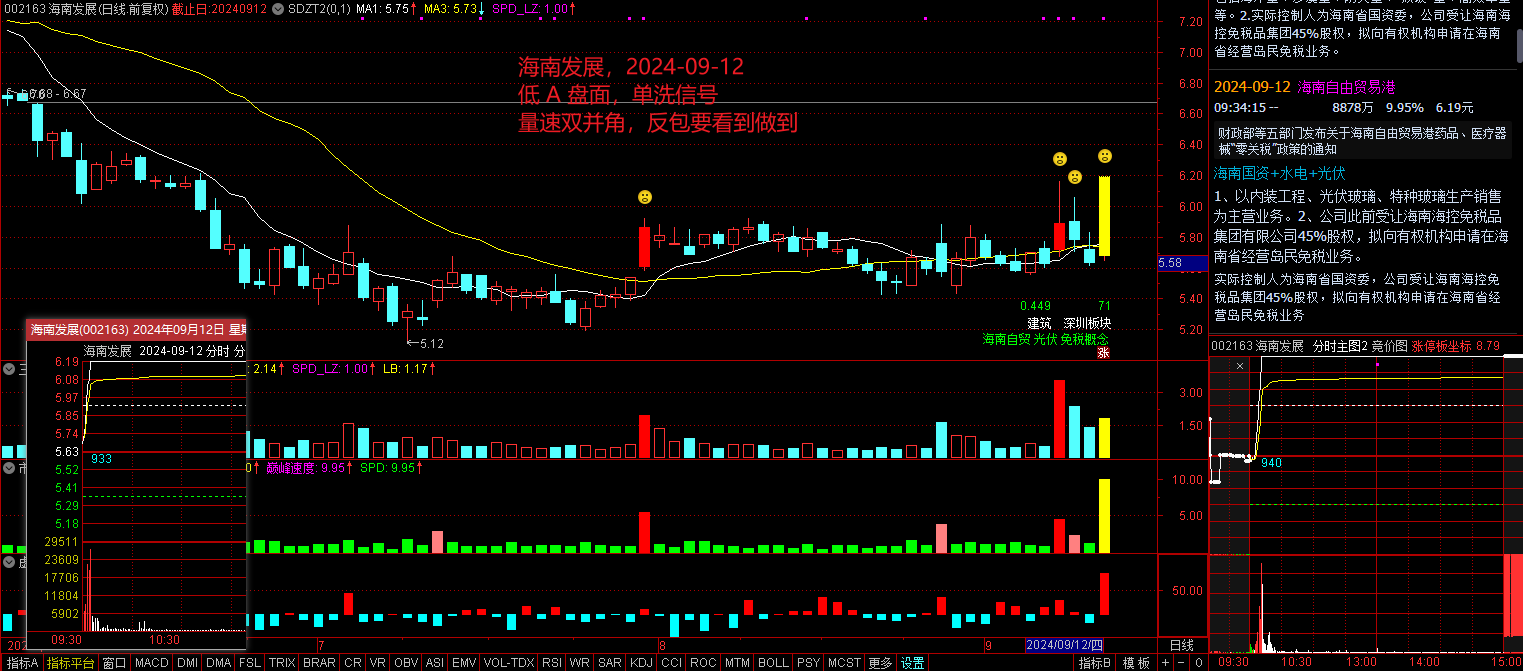 002163 海南发展(日线.前复权) 截止日:20240912 SDZT2(0,1) MA1: 5.75↑ MA3: 5.73↓ SPD_LZ: 1.00↑
海南发展，2024-09-12
低 A 盘面，单洗信号
量速双并角，反包要看到做到
6.68 - 6.67
←5.12
0.449 71
建筑 深圳板块
海南自贸 光伏 免税概念
涨
7.20
7.00
6.80
6.60
6.40
6.20
6.00
5.80
5.58
5.40
5.20
: 2.14↑ SPD_LZ: 1.00↑ LB: 1.17↑
3.00
1.50
0↑ 巅峰速度: 9.95↑ SPD: 9.95↑
10.00
5.00
50.00
海南发展(002163) 2024年09月12日 星期
海南发展 2024-09-12 分时 分
6.19
6.08
5.97
5.85
5.74
5.63
5.52
5.41
5.29
5.18
29511
23609
17706
11804
5902
933
09:30 10:30
7 8 9 2024/09/12/四 日线
指标A 指标平台 窗口 MACD DMI DMA FSL TRIX BRAR CR VR OBV ASI EMV VOL-TDX RSI WR SAR KDJ CCI ROC MTM BOLL PSY MCST 更多 设置 指标B 模板 + - O
等。2.实际控制人为海南省国资委，公司受让海南海
控免税品集团45%股权，拟向有权机构申请在海南
省经营岛民免税业务。
2024-09-12 海南自由贸易港
09:34:15 -- 8878万 9.95% 6.19元
财政部等五部门发布关于海南自由贸易港药品、医疗器
械“零关税”政策的通知
海南国资+水电+光伏
1、以内装工程、光伏玻璃、特种玻璃生产销售
为主营业务。2、公司此前受让海南海控免税品
集团有限公司45%股权，拟向有权机构申请在海
南省经营岛民免税业务。
实际控制人为海南省国资委，公司受让海南海控免
税品集团45%股权，拟向有权机构申请在海南省经
营岛民免税业务
002163 海南发展 分时主图2 竞价图 涨停板坐标 8.79
×
940
09:30 10:30 13:00 14:00 15:00